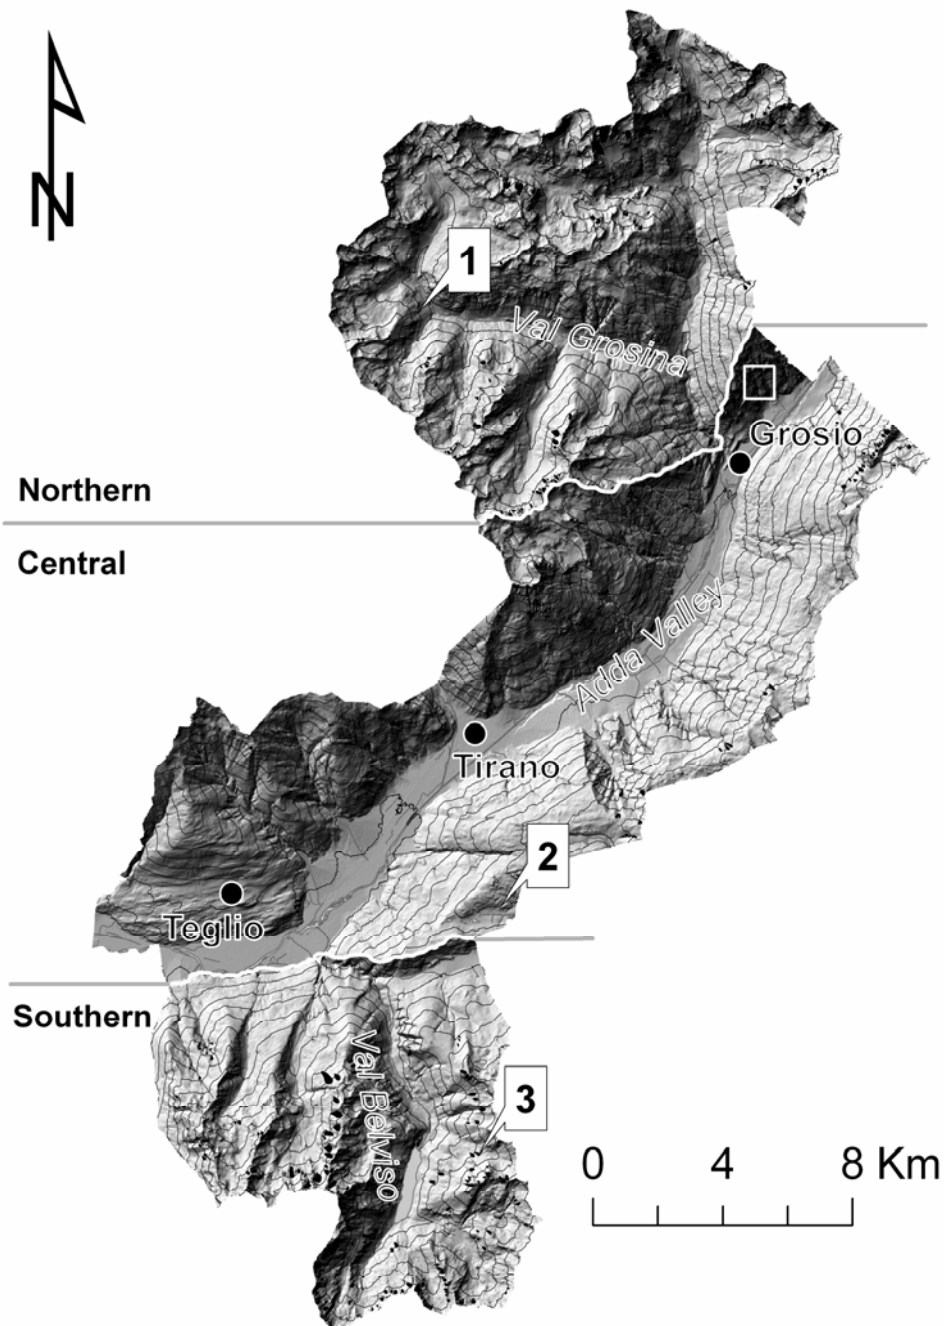 N
1
Val Grosina
Grosio
Northern
Central
Adda Valley
Tirano
2
Teglio
Southern
Val Belviso
3
0 4 8 Km